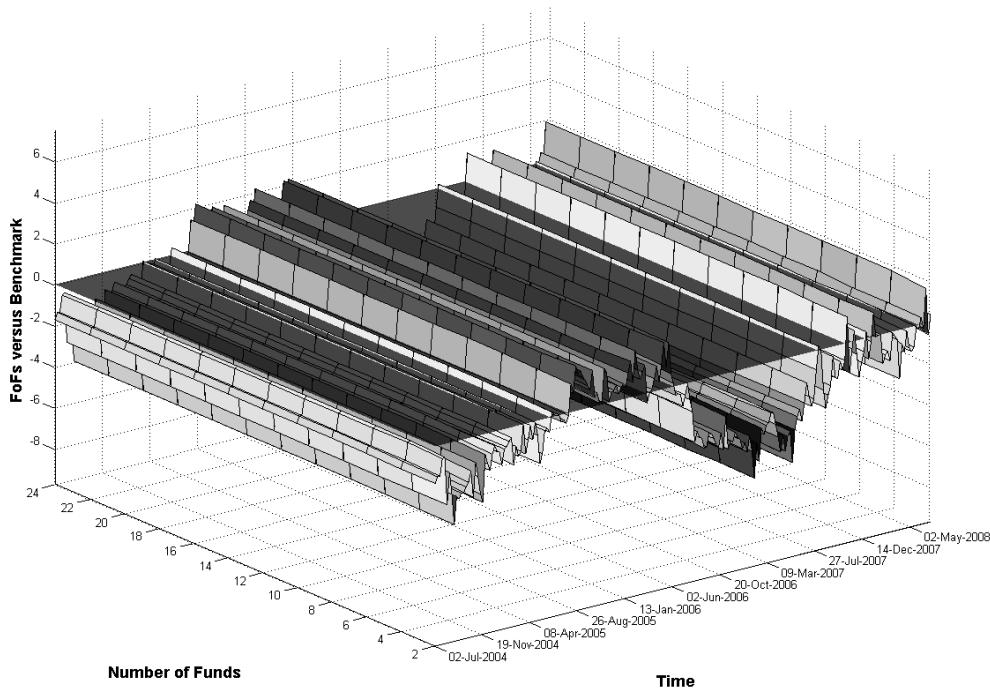 6
4
2
0
-2
-4
-6
-8
FoFs versus Benchmark
24
22
20
18
16
14
12
10
8
6
4
2
Number of Funds
02-Jul-2004
19-Nov-2004
08-Apr-2005
26-Aug-2005
13-Jan-2006
02-Jun-2006
20-Oct-2006
09-Mar-2007
27-Jul-2007
14-Dec-2007
02-May-2008
Time